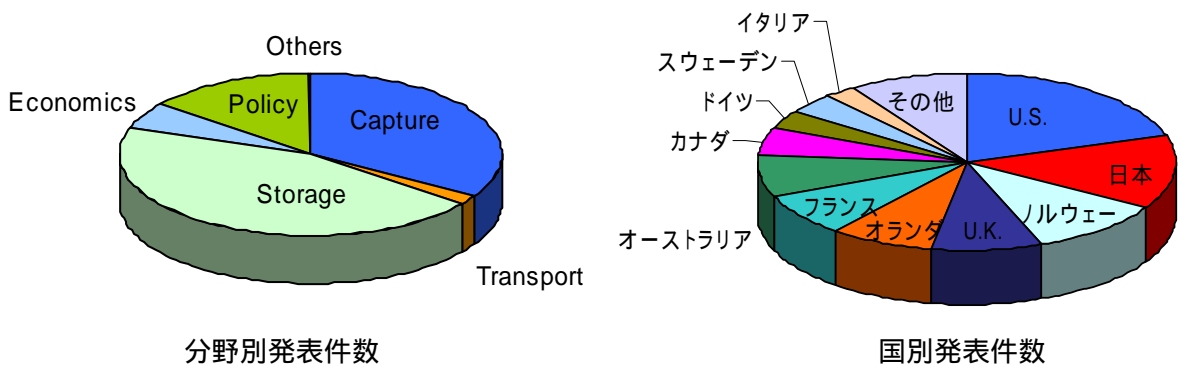 Others
Economics
Policy
Capture
Storage
Transport
分野別発表件数
イタリア
スウェーデン
ドイツ
カナダ
オーストラリア
その他
U.S.
日本
ノルウェー
U.K.
オランダ
フランス
国別発表件数